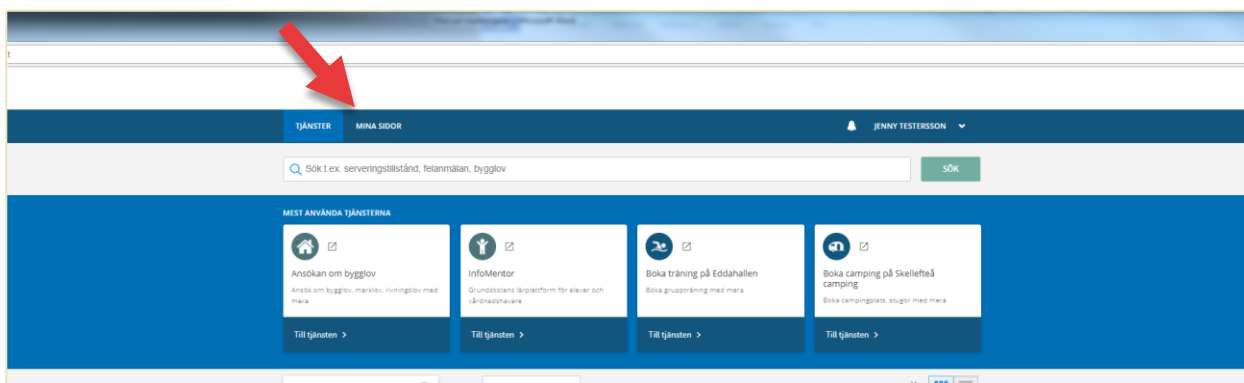 t
TJÄNSTER MINA SIDOR JENNY TESTERSSON
Sök t.ex. serveringstillstånd, felanmälan, bygglov SÖK
MEST ANVÄNDA TJÄNSTERNA
Ansökan om bygglov
Ansök om bygglov, marklov, rivningslov med
mera
Till tjänsten >
InfoMentor
Grundskolans lärplattform för elever och
vårdnadshavare
Till tjänsten >
Boka träning på Eddahallen
Boka gruppträning med mera
Till tjänsten >
Boka camping på Skellefteå
camping
Boka campingplats, stugor med mera
Till tjänsten >